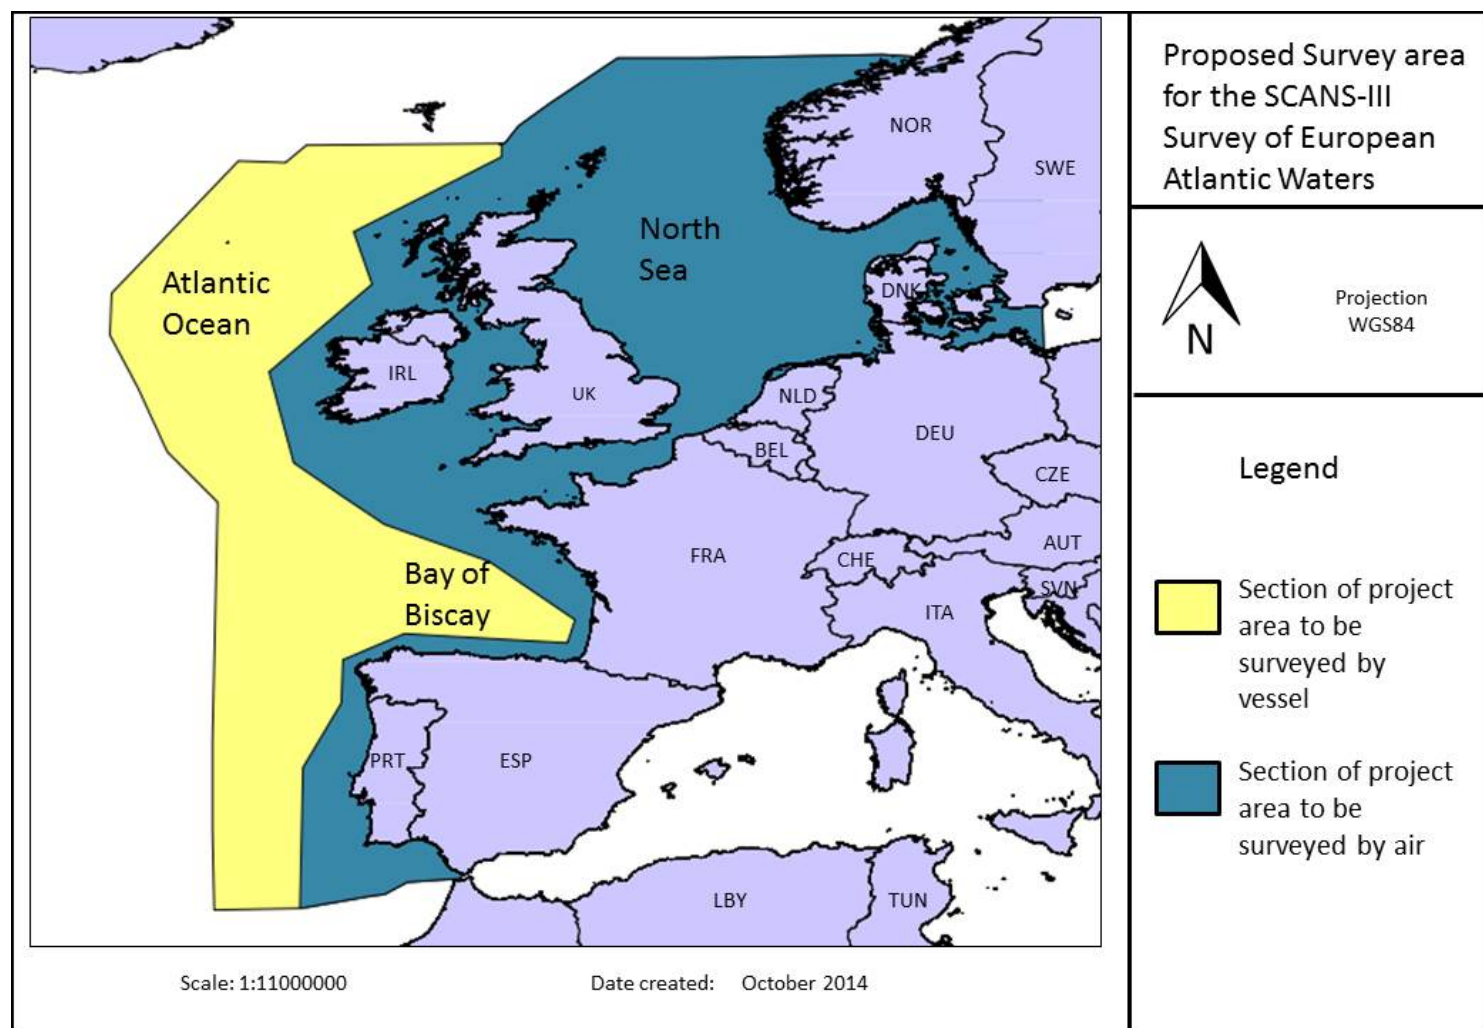 Proposed Survey area
for the SCANS-III
Survey of European
Atlantic Waters
N
Projection
WGS84
Legend
Section of project
area to be
surveyed by
vessel
Section of project
area to be
surveyed by air
NOR
SWE
North
Sea
Atlantic
Ocean
DNK
IRL
UK
NLD
DEU
BEL
CZE
AUT
FRA
CHE
Bay of
Biscay
SVN
ITA
PRT
ESP
LBY
TUN
Scale: 1:11000000
Date created: October 2014